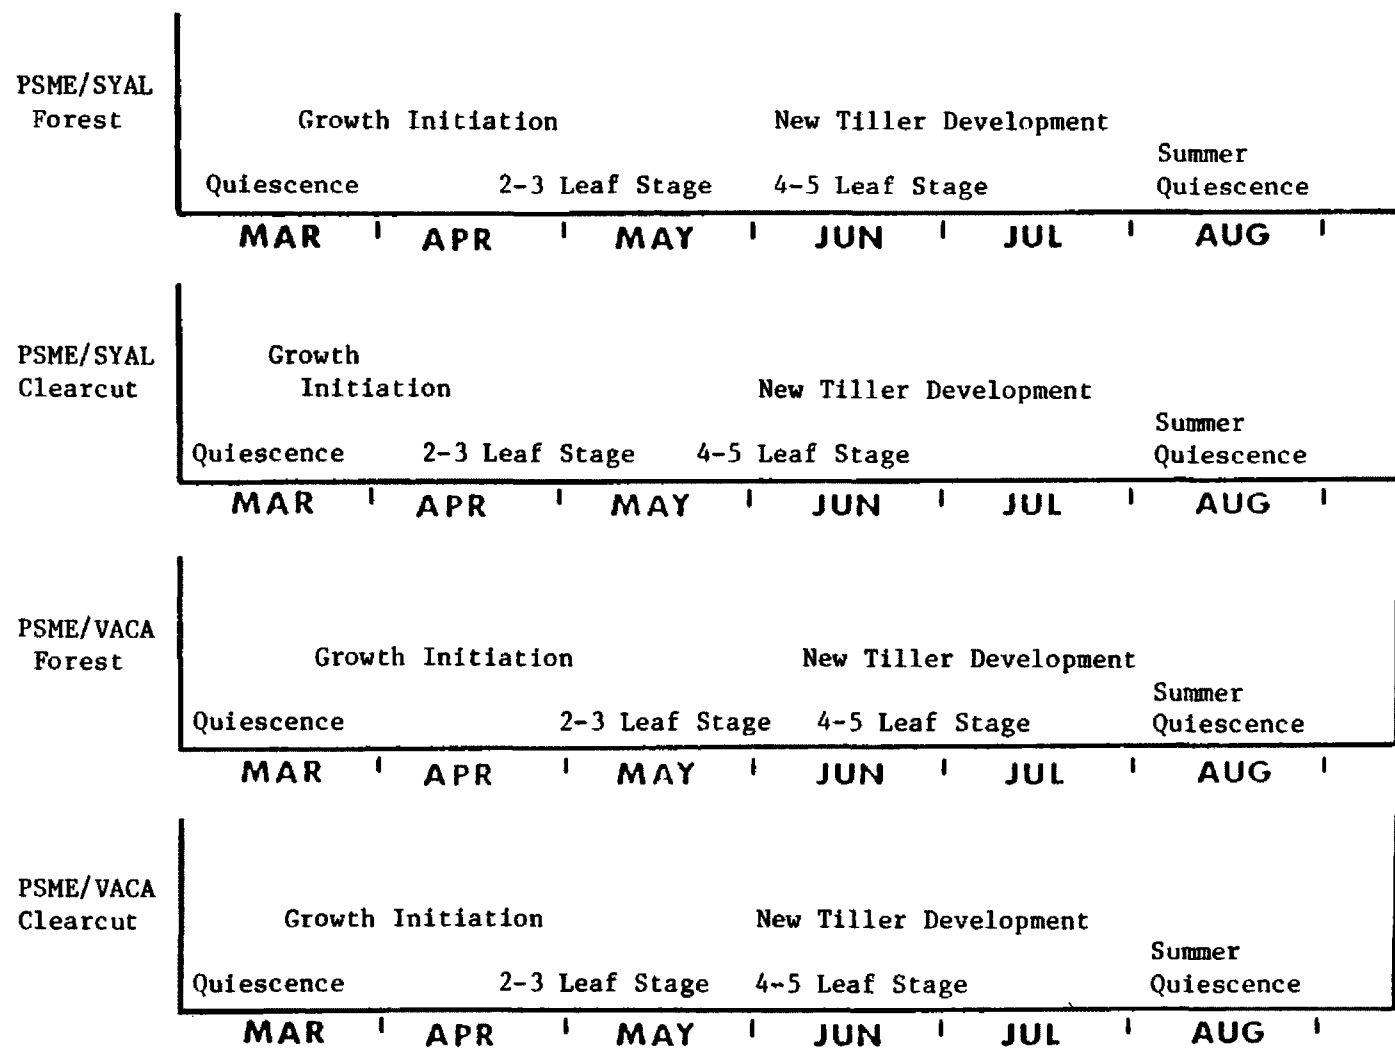 PSME/SYAL
Forest
Growth Initiation New Tiller Development
Summer
Quiescence 2-3 Leaf Stage 4-5 Leaf Stage Quiescence
MAR APR MAY JUN JUL AUG
PSME/SYAL Growth
Clearcut Initiation New Tiller Development
Summer
Quiescence 2-3 Leaf Stage 4-5 Leaf Stage Quiescence
MAR APR MAY JUN JUL AUG
PSME/VACA
Forest Growth Initiation New Tiller Development
Summer
Quiescence 2-3 Leaf Stage 4-5 Leaf Stage Quiescence
MAR APR MAY JUN JUL AUG
PSME/VACA
Clearcut Growth Initiation New Tiller Development
Summer
Quiescence 2-3 Leaf Stage 4-5 Leaf Stage Quiescence
MAR APR MAY JUN JUL AUG